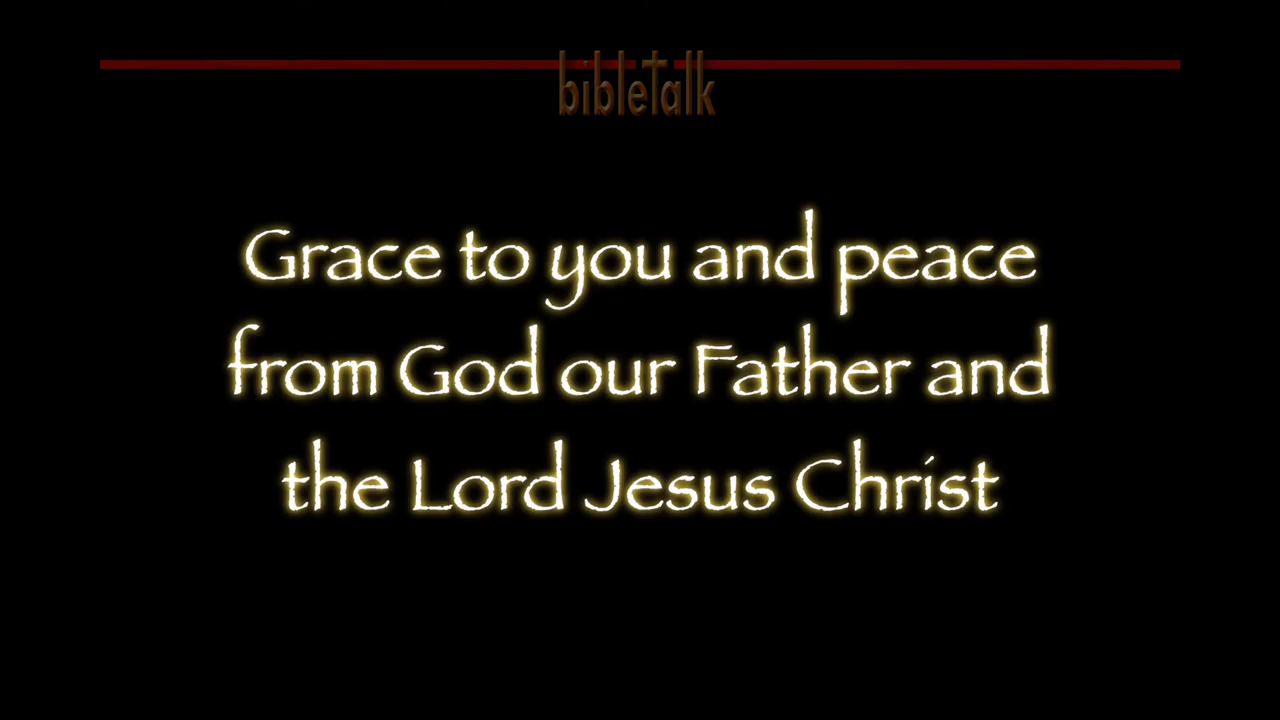 bibleTalk
Grace to you and peace
from God our Father and
the Lord Jesus Christ